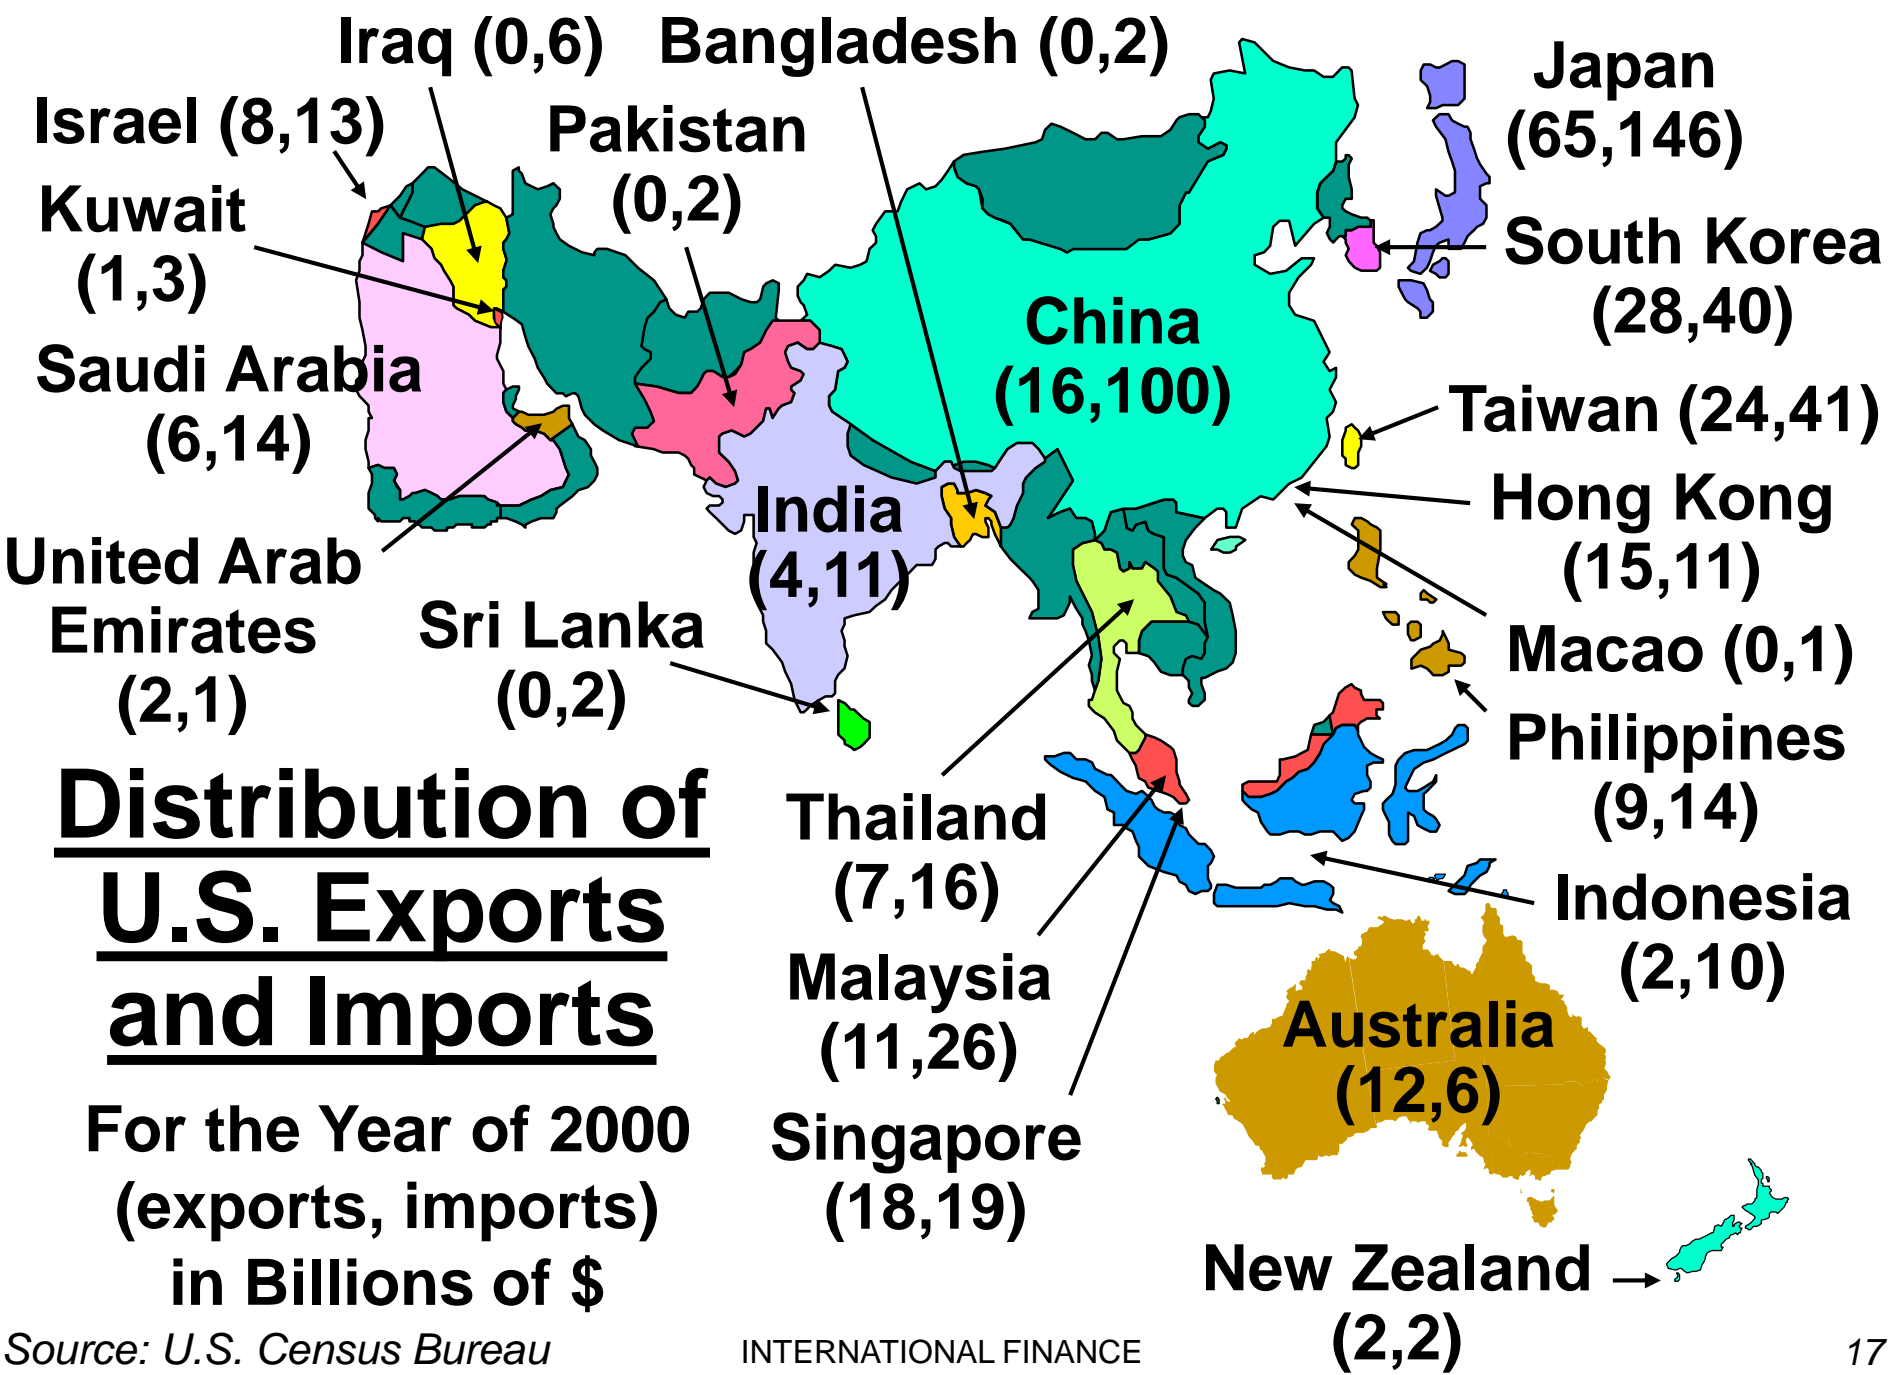 Iraq (0,6)
Bangladesh (0,2)
Israel (8,13)
Pakistan
(0,2)
Japan
(65,146)
Kuwait
(1,3)
South Korea
(28,40)
China
(16,100)
Saudi Arabia
(6,14)
Taiwan (24,41)
India
(4,11)
Hong Kong
(15,11)
United Arab
Emirates
(2,1)
Sri Lanka
(0,2)
Macao (0,1)
Philippines
(9,14)
Distribution of
U.S. Exports
and Imports
Thailand
(7,16)
Indonesia
(2,10)
Malaysia
(11,26)
Australia
(12,6)
For the Year of 2000
(exports, imports)
in Billions of $
Singapore
(18,19)
New Zealand
(2,2)
Source: U.S. Census Bureau
INTERNATIONAL FINANCE
17